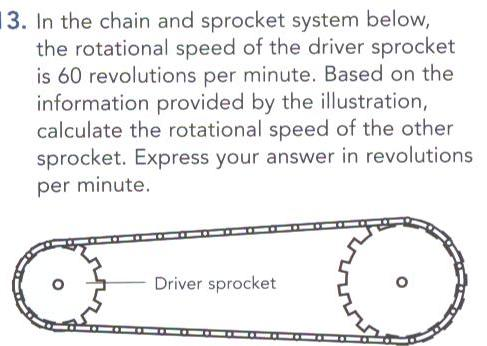 13. In the chain and sprocket system below,
the rotational speed of the driver sprocket
is 60 revolutions per minute. Based on the
information provided by the illustration,
calculate the rotational speed of the other
sprocket. Express your answer in revolutions
per minute.
Driver sprocket